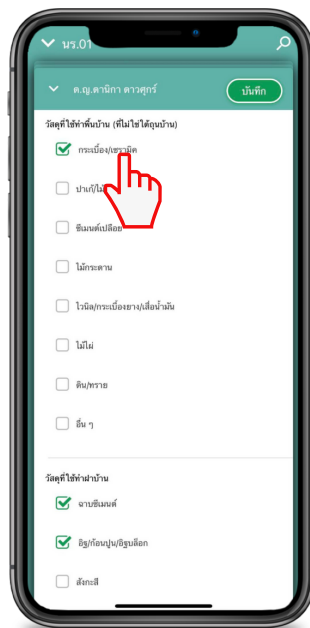 นร.01
ด.ญ.ดานิกา ดาวศุกร์
บันทึก
วัสดุที่ใช้ทำพื้นบ้าน (ที่ไม่ใช่ใต้ถุนบ้าน)
กระเบื้อง/เซรามิค
ปาเก้/ไม้
ซีเมนต์เปลือย
ไม้กระดาน
ไวนิล/กระเบื้องยาง/เสื่อน้ำมัน
ไม้ไผ่
ดิน/ทราย
อื่น ๆ
วัสดุที่ใช้ทำฝาบ้าน
ฉาบซีเมนต์
อิฐ/ก้อนปูน/อิฐบล็อก
สังกะสี